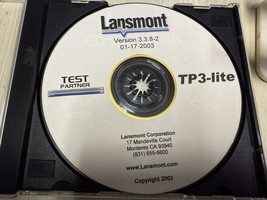 Lansmont
Version 3.3.8-2
01-17-2003
TEST
PARTNER
TP3-lite
Lansmont Corporation
17 Mandeville Court
Monterey CA 93940
(831) 655-6600
www.Lansmont.com
Copyright 2002